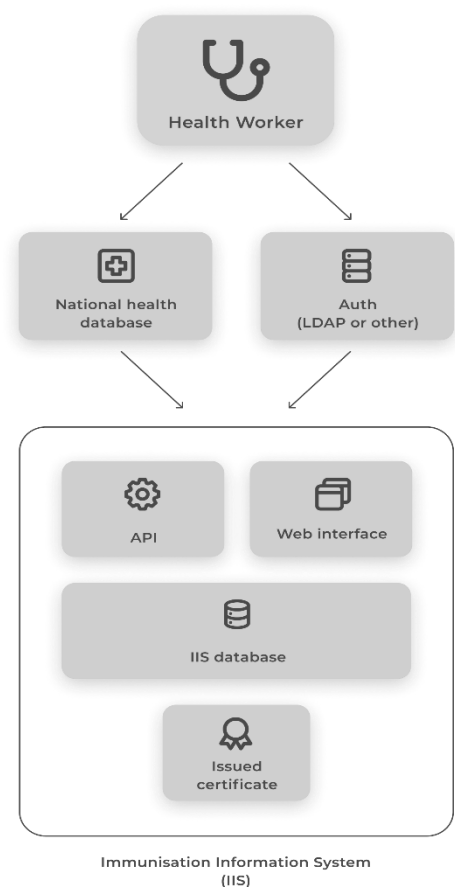 Health Worker
National health
database
Auth
(LDAP or other)
API
Web interface
IIS database
Issued
certificate
Immunisation Information System
(IIS)